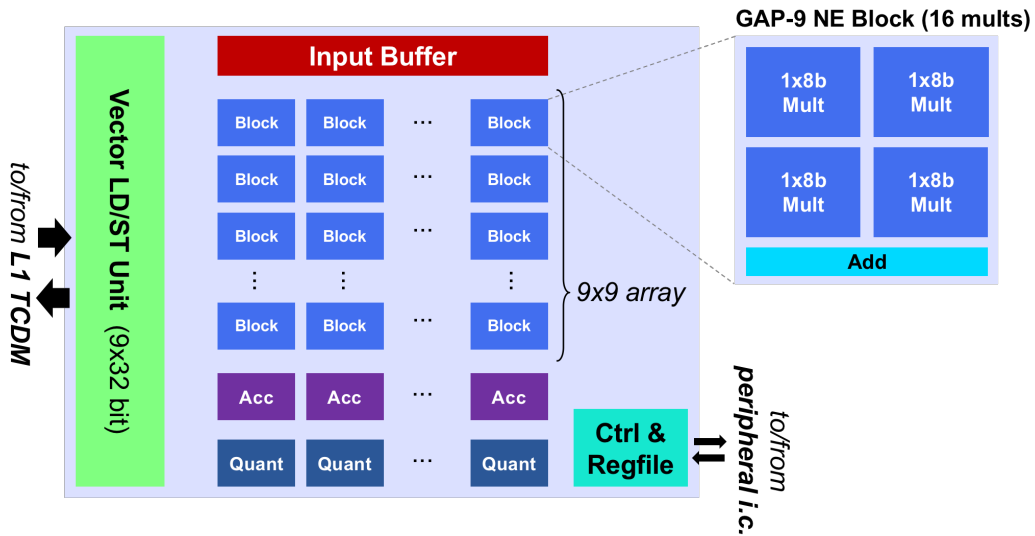 GAP-9 NE Block (16 mults)
Input Buffer
Vector LD/ST Unit (9x32 bit)
to/from L1 TCDM
Block Block ... Block
Block Block ... Block
Block Block ... Block
⋮ ⋮ ⋮
Block Block ... Block
9x9 array
Acc Acc ... Acc
Quant Quant ... Quant
1x8b 1x8b
Mult Mult
1x8b 1x8b
Mult Mult
Add
Ctrl &
Regfile
to/from
peripheral i.c.